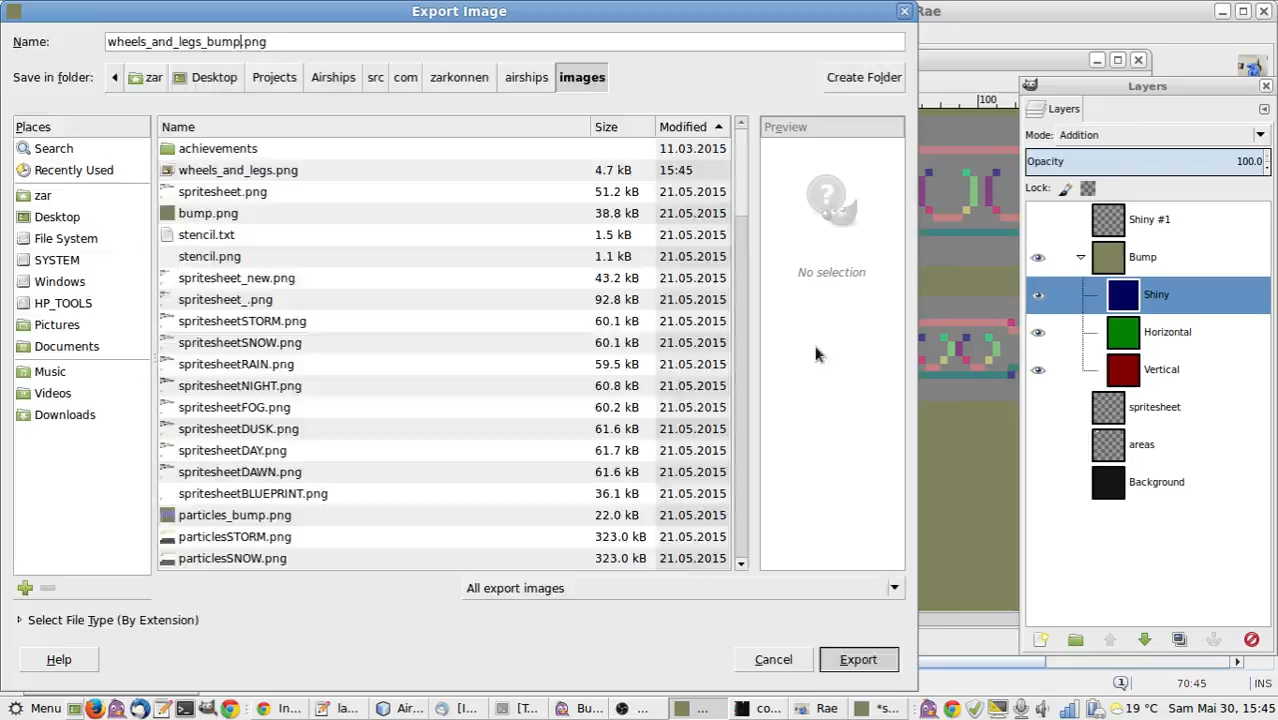 Export Image
Rae
Name:
wheels_and_legs_bump.png
Save in folder:
zar
Desktop
Projects
Airships
src
com
zarkonnen
airships
images
Create Folder
Places
Search
Recently Used
zar
Desktop
File System
SYSTEM
Windows
HP_TOOLS
Pictures
Documents
Music
Videos
Downloads
Name Size Modified
achievements 11.03.2015
wheels_and_legs.png 4.7 kB 15:45
spritesheet.png 51.2 kB 21.05.2015
bump.png 38.8 kB 21.05.2015
stencil.txt 1.5 kB 21.05.2015
stencil.png 1.1 kB 21.05.2015
spritesheet_new.png 43.2 kB 21.05.2015
spritesheet_.png 92.8 kB 21.05.2015
spritesheetSTORM.png 60.1 kB 21.05.2015
spritesheetSNOW.png 60.1 kB 21.05.2015
spritesheetRAIN.png 59.5 kB 21.05.2015
spritesheetNIGHT.png 60.8 kB 21.05.2015
spritesheetFOG.png 60.2 kB 21.05.2015
spritesheetDUSK.png 61.6 kB 21.05.2015
spritesheetDAY.png 61.7 kB 21.05.2015
spritesheetDAWN.png 61.6 kB 21.05.2015
spritesheetBLUEPRINT.png 36.1 kB 21.05.2015
particles_bump.png 22.0 kB 21.05.2015
particlesSTORM.png 323.0 kB 21.05.2015
particlesSNOW.png 323.0 kB 21.05.2015
Preview
No selection
All export images
Select File Type (By Extension)
Help
Cancel
Export
100
Layers
Layers
Mode: Addition
Opacity 100.0
Lock:
Shiny #1
Bump
Shiny
Horizontal
Vertical
spritesheet
areas
Background
70:45 INS
Menu
In...
la...
Air...
[I...
[T...
Bu...
...
...
co...
Rae
*s...
19 °C
Sam Mai 30, 15:45